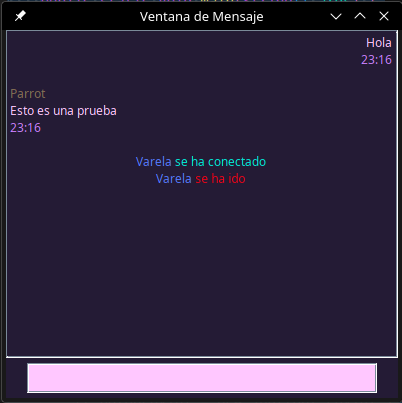 Ventana de Mensaje
Hola
23:16
Parrot
Esto es una prueba
23:16
Varela se ha conectado
Varela se ha ido